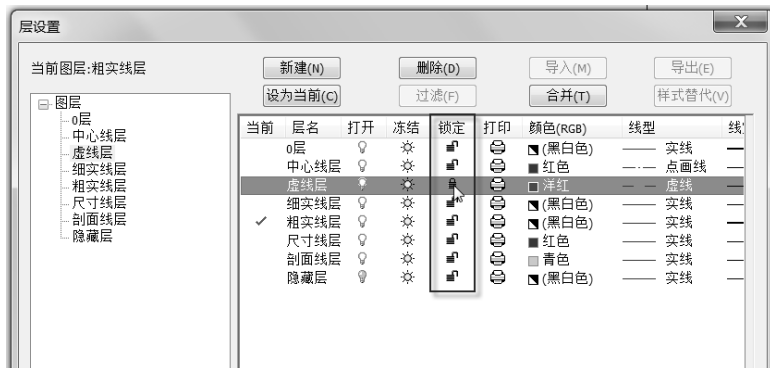 层设置
当前图层:粗实线层
新建(N) 删除(D) 导入(M) 导出(E)
设为当前(C) 过滤(F) 合并(T) 样式替代(V)
图层
0层
中心线层
虚线层
细实线层
粗实线层
尺寸线层
剖面线层
隐藏层
当前 层名 打开 冻结 锁定 打印 颜色(RGB) 线型
0层 (黑白色) 实线
中心线层 红色 点画线
虚线层 洋红 虚线
细实线层 (黑白色) 实线
粗实线层 (黑白色) 实线
尺寸线层 红色 实线
剖面线层 青色 实线
隐藏层 (黑白色) 实线